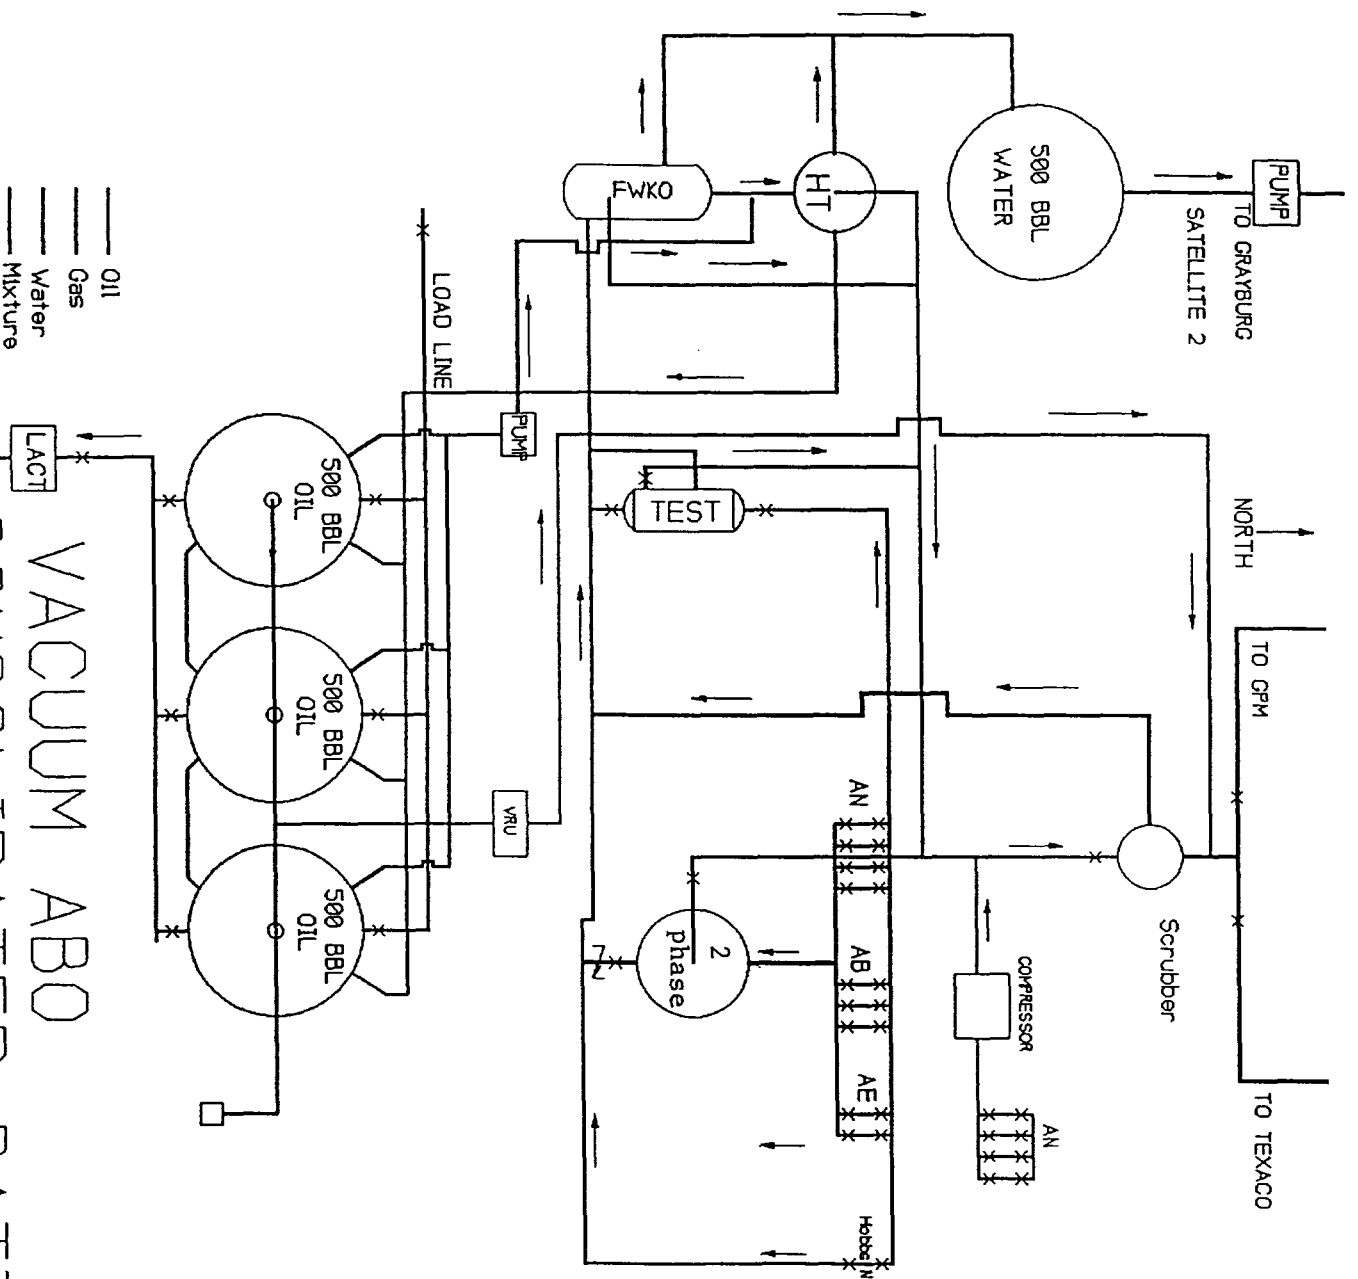 PUMP
TO GRAYBURG
SATELLITE 2
NORTH
TO GPM
TO TEXACO
500 BBL
WATER
Scrubber
COMPRESSOR
AN
HT
AN
AB
AE
FWKO
TEST
2
phase
PUMP
VRU
LOAD LINE
500 BBL
OIL
500 BBL
OIL
500 BBL
OIL
Oil
Gas
Water
Mixture
LACT
VACUUM ABO